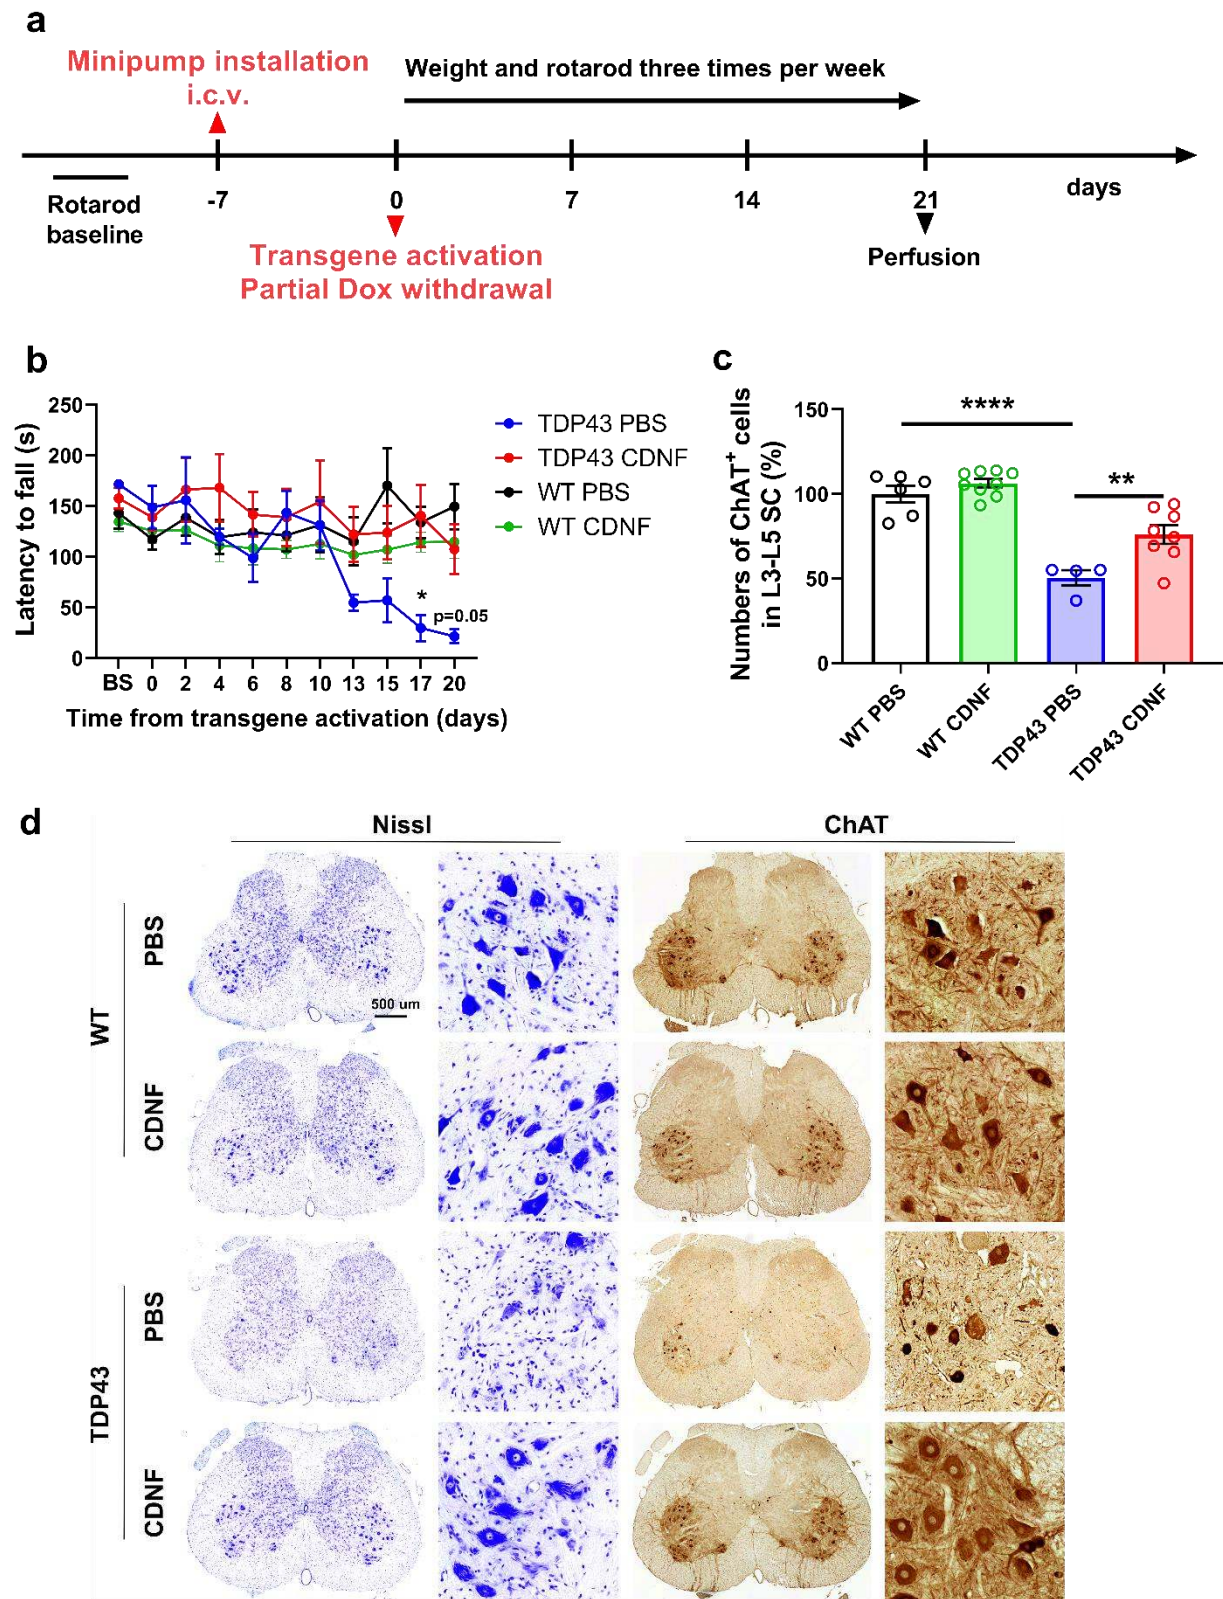 a
Minipump installation
i.c.v.
Weight and rotarod three times per week
Rotarod
baseline
-7
0
7
14
21
days
Transgene activation
Partial Dox withdrawal
Perfusion
b
Latency to fall (s)
250
200
150
100
50
0
BS 0 2 4 6 8 10 13 15 17 20
Time from transgene activation (days)
*
p=0.05
TDP43 PBS
TDP43 CDNF
WT PBS
WT CDNF
c
Numbers of ChAT⁺ cells
in L3-L5 SC (%)
150
100
50
0
****
**
WT PBS
WT CDNF
TDP43 PBS
TDP43 CDNF
d
Nissl
ChAT
WT
PBS
500 um
CDNF
TDP43
PBS
CDNF